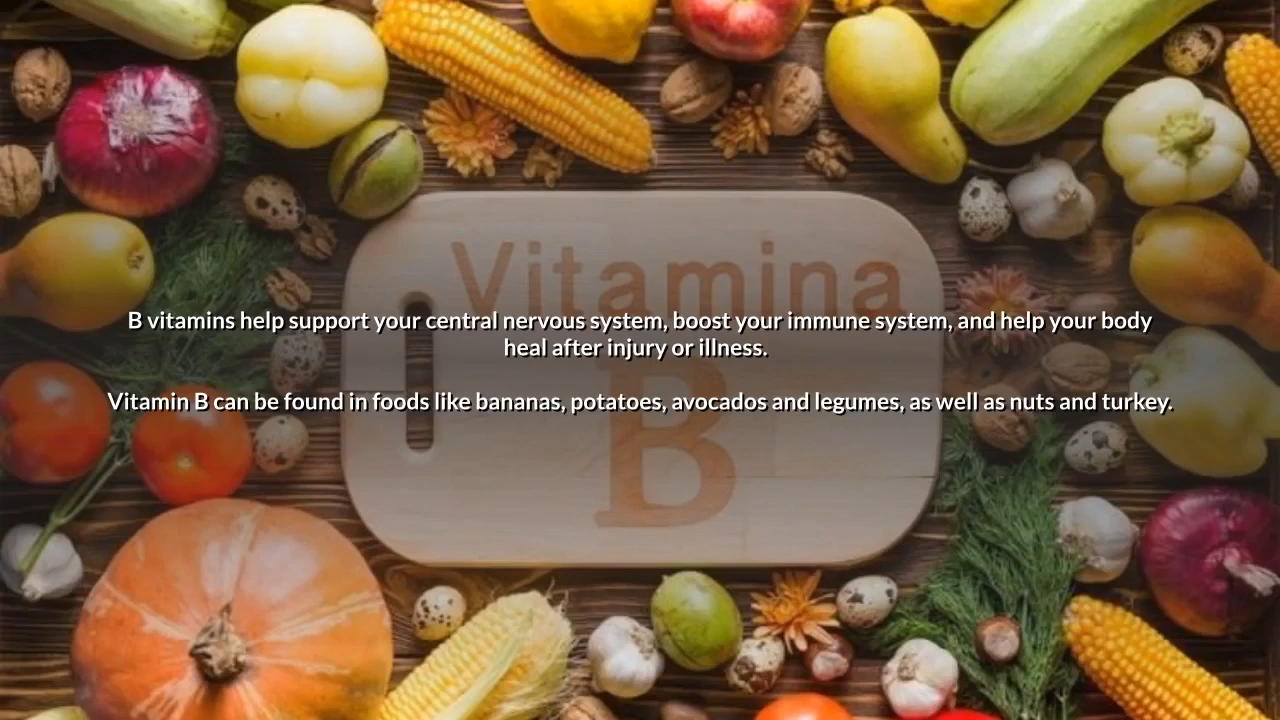 Vitamina
B vitamins help support your central nervous system, boost your immune system, and help your body
heal after injury or illness.
B
Vitamin B can be found in foods like bananas, potatoes, avocados and legumes, as well as nuts and turkey.